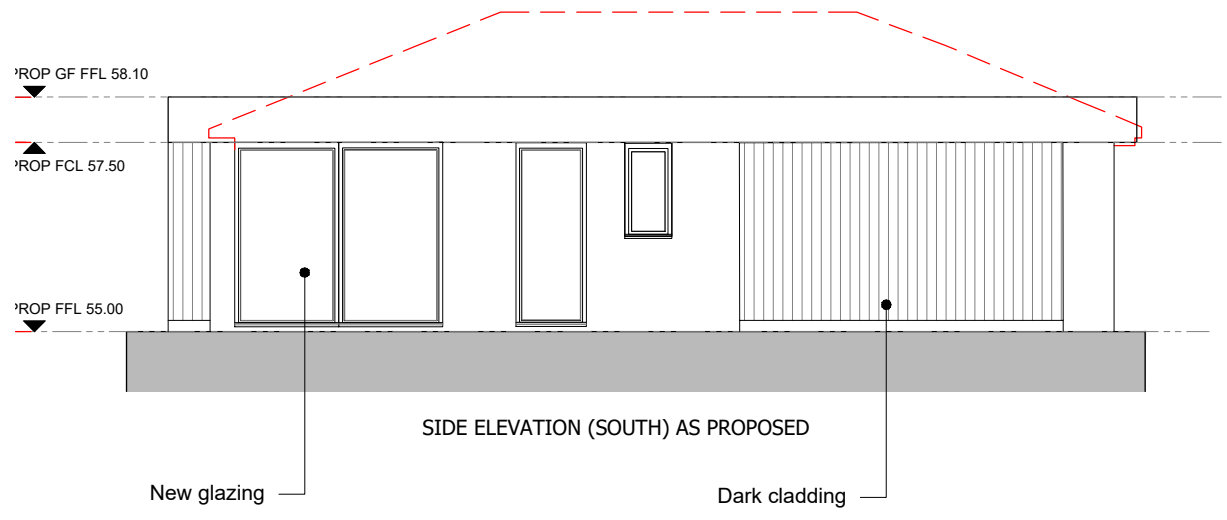 PROP GF FFL 58.10
PROP FCL 57.50
PROP FFL 55.00
SIDE ELEVATION (SOUTH) AS PROPOSED
New glazing
Dark cladding